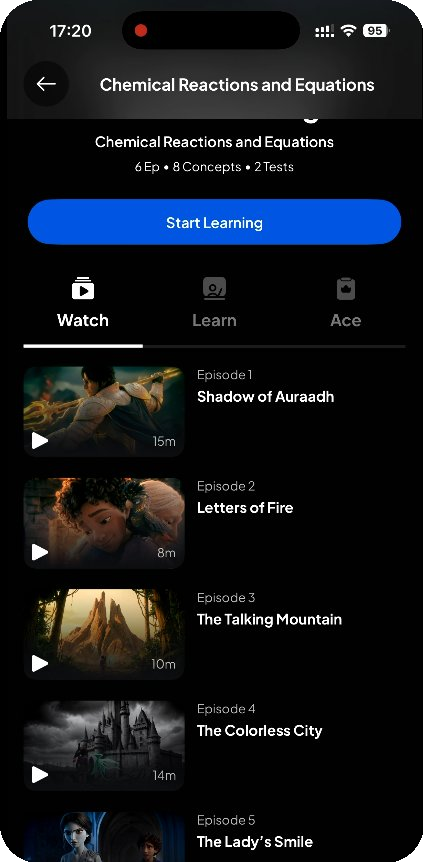 17:20
95
Chemical Reactions and Equations
Chemical Reactions and Equations
6 Ep • 8 Concepts • 2 Tests
Start Learning
Watch
Learn
Ace
Episode 1
Shadow of Auraadh
15m
Episode 2
Letters of Fire
8m
Episode 3
The Talking Mountain
10m
Episode 4
The Colorless City
14m
Episode 5
The Lady's Smile